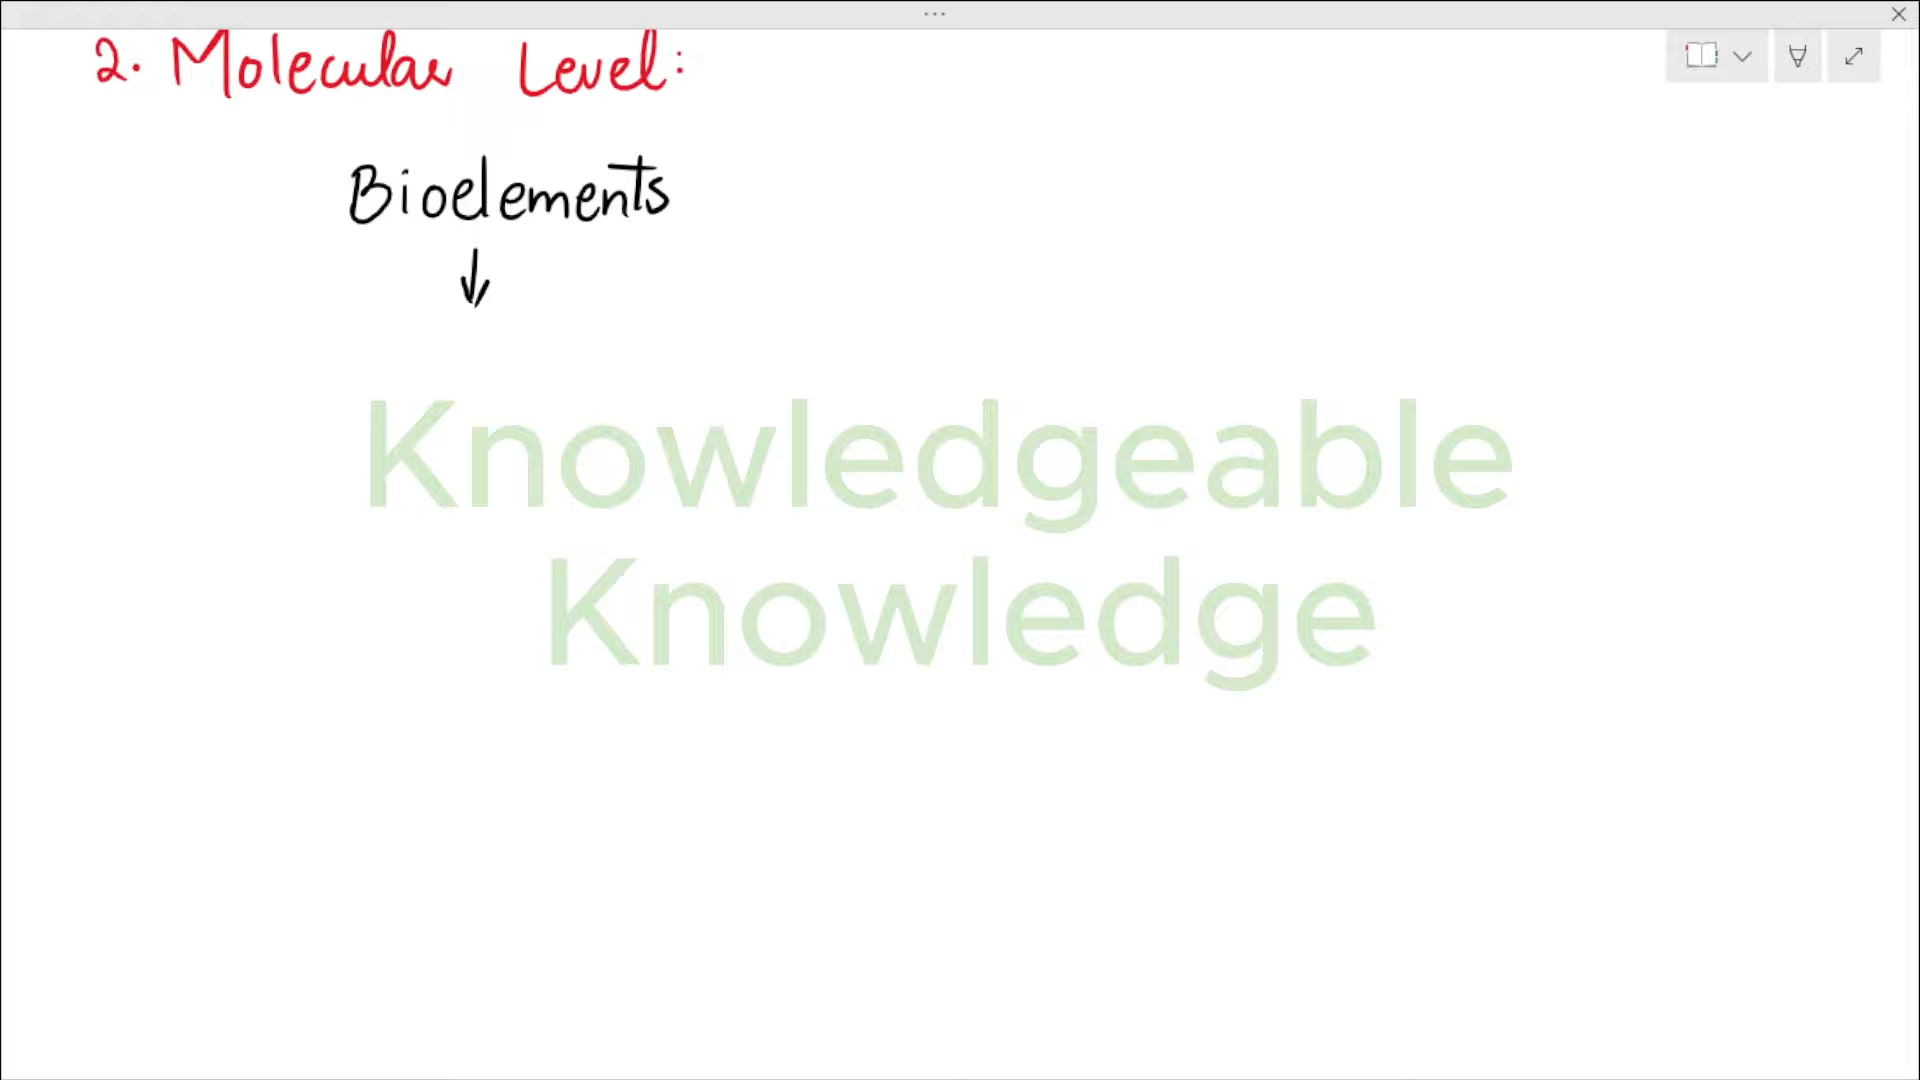 2. Molecular Level:
Bioelements
↓
Knowledgeable
Knowledge